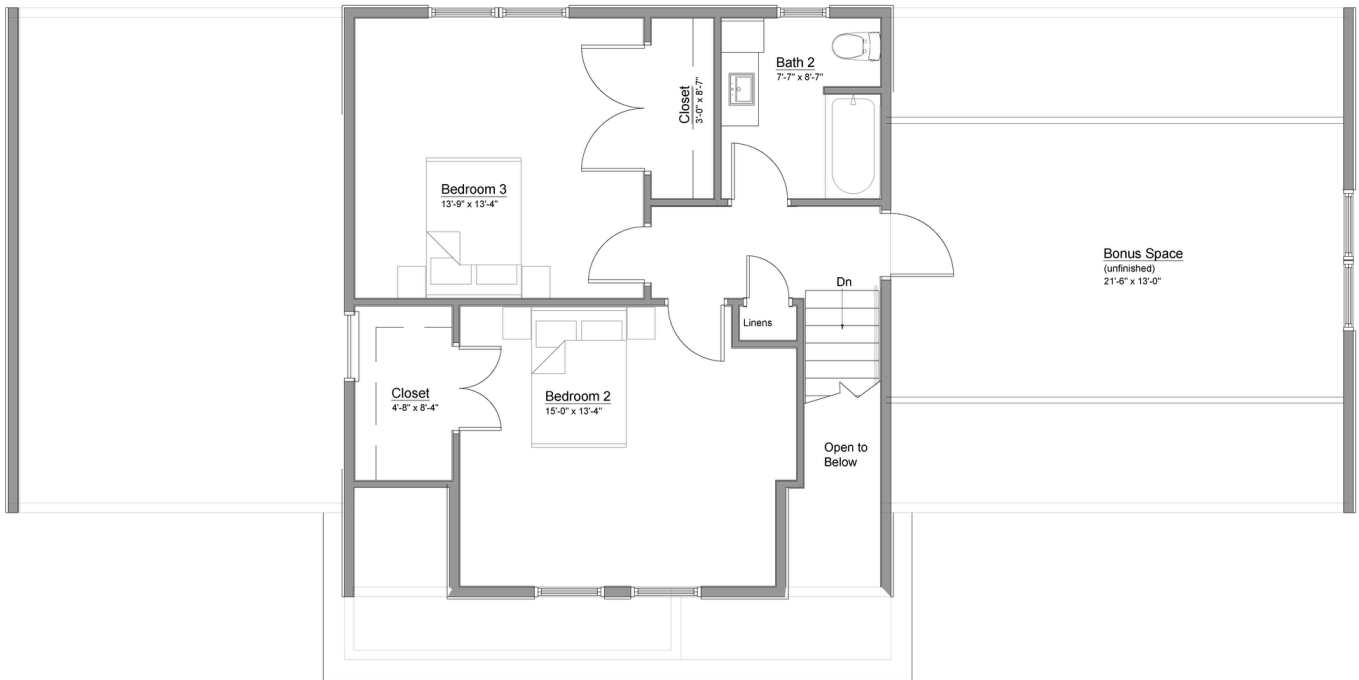 Bath 2
7'-7" x 8'-7"
Closet
3'-0" x 8'-7"
Bedroom 3
13'-9" x 13'-4"
Bonus Space
(unfinished)
21'-6" x 13'-0"
Dn
Linens
Closet
4'-8" x 8'-4"
Bedroom 2
15'-0" x 13'-4"
Open to
Below